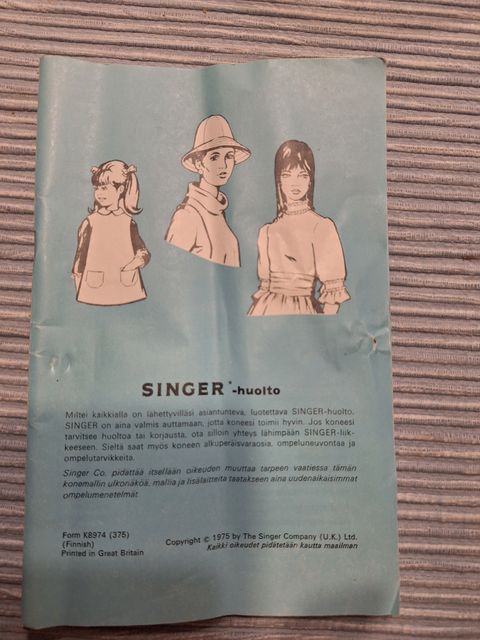 SINGER*-huolto
Miltei kaikkialla on lähettyvilläsi asiantunteva, luotettava SINGER-huolto.
SINGER on aina valmis auttamaan, jotta koneesi toimii hyvin. Jos koneesi
tarvitsee huoltoa tai korjausta, ota silloin yhteys lähimpään SINGER-liik-
keeseen. Sieltä saat myös koneen alkuperäisvaraosia, ompeluneuvontaa ja
ompelutarvikkeita.
Singer Co. pidättää itsellään oikeuden muuttaa tarpeen vaatiessa tämän
konemallin ulkonäköä, mallia ja lisälaitteita taatakseen aina uudenaikaisimmat
ompelumenetelmät
Form K8974 (375)
(Finnish)
Printed in Great Britain
Copyright © 1975 by The Singer Company (U.K.) Ltd.
Kaikki oikeudet pidätetään kautta maailman